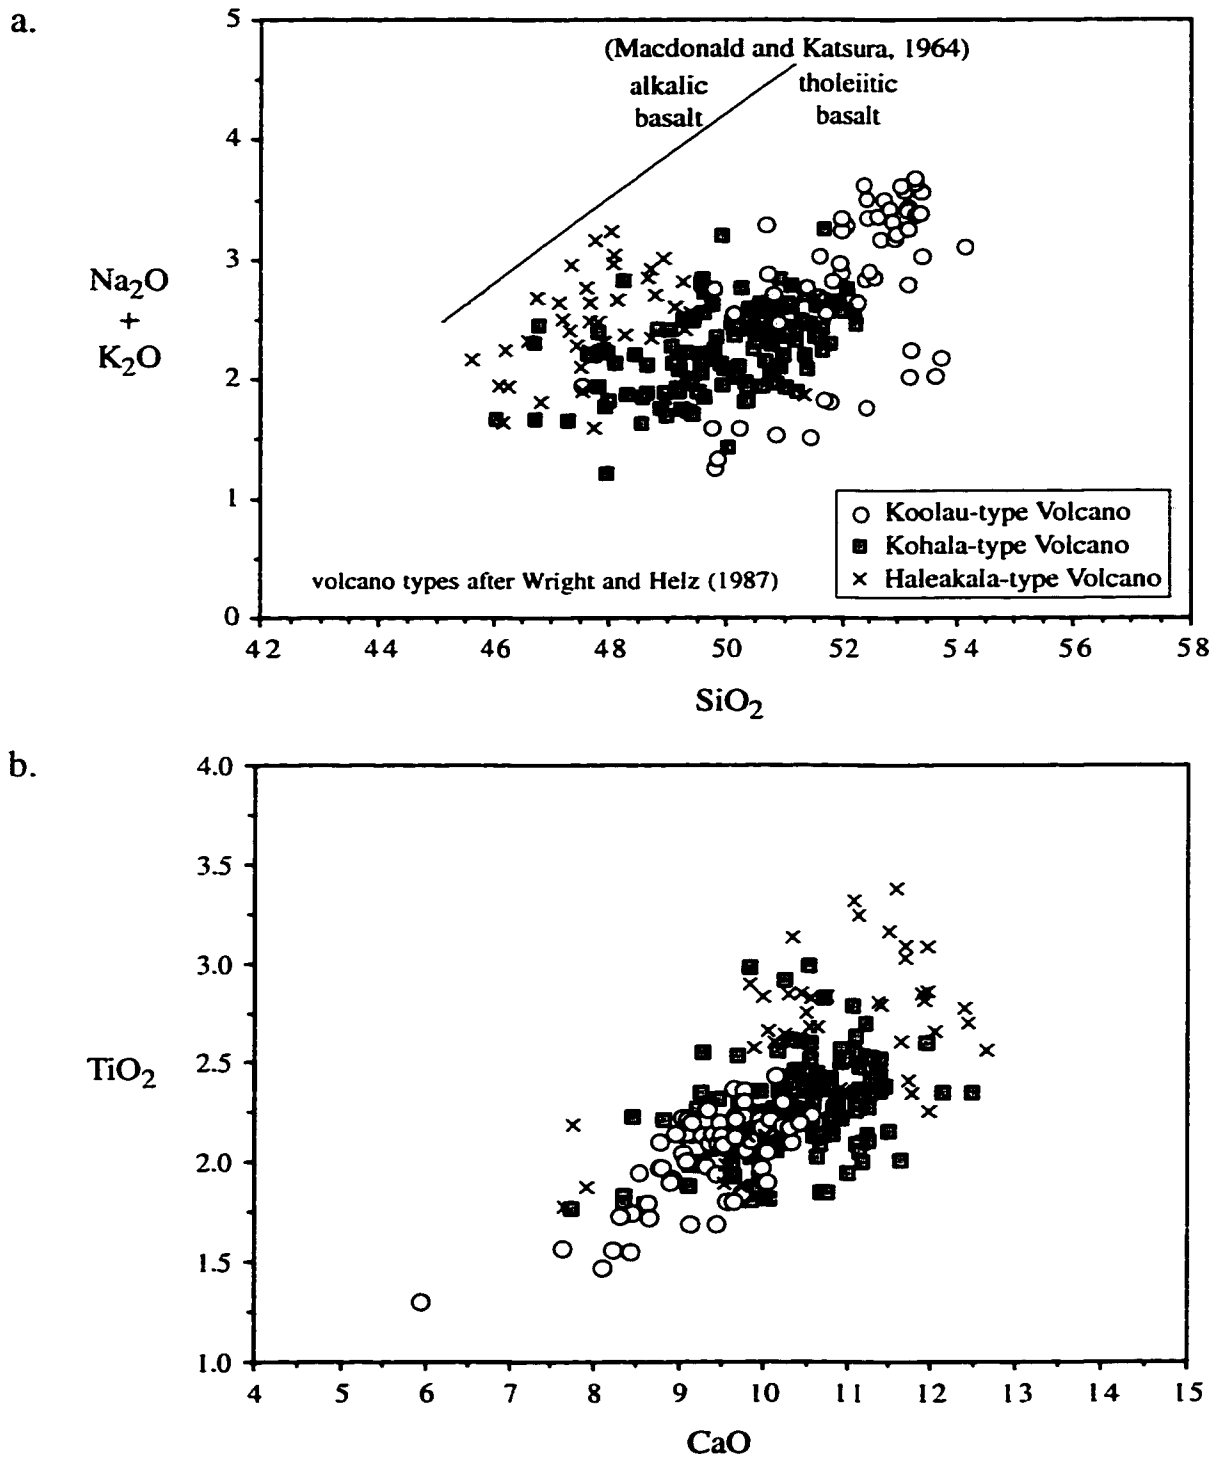 a.
5
(Macdonald and Katsura, 1964)
alkalic
basalt
tholeiitic
basalt
4
3
Na2O
+
K2O
2
1
Koolau-type Volcano
Kohala-type Volcano
Haleakala-type Volcano
volcano types after Wright and Helz (1987)
0
42 44 46 48 50 52 54 56 58
SiO2
b.
4.0
3.5
3.0
2.5
TiO2
2.0
1.5
1.0
4 5 6 7 8 9 10 11 12 13 14 15
CaO